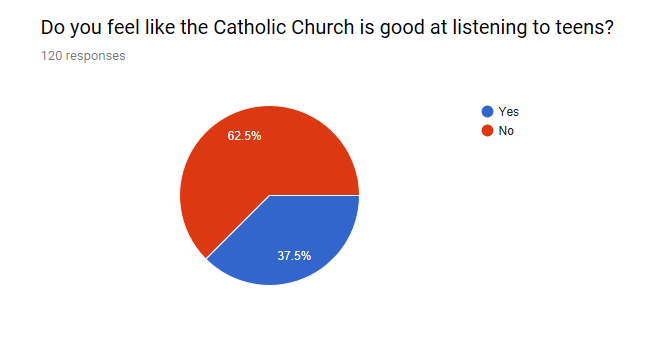 Do you feel like the Catholic Church is good at listening to teens?
120 responses
Yes
No
62.5%
37.5%